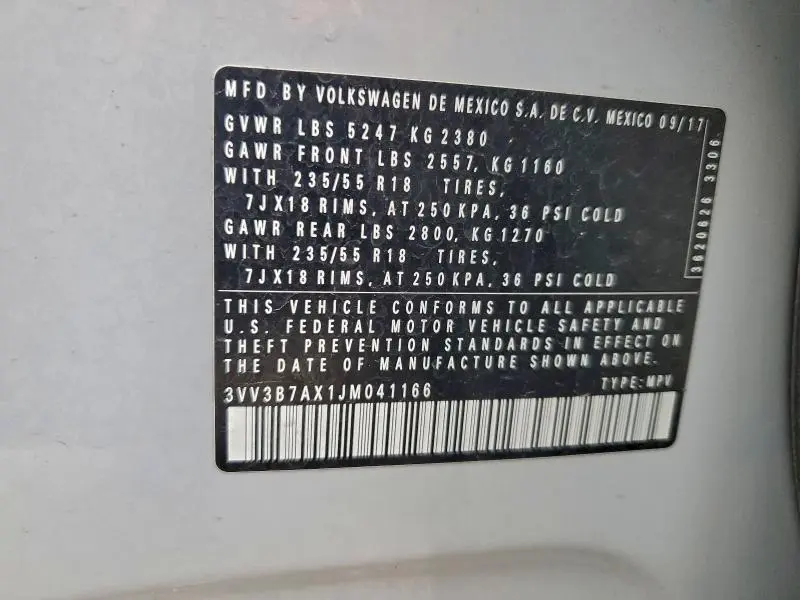 MFD BY VOLKSWAGEN DE MEXICO S.A. DE C.V. MEXICO 09/17
GVWR LBS 5247 KG 2380
GAWR FRONT LBS 2557, KG 1160
WITH 235/55 R18 TIRES,
7JX18 RIMS, AT 250 KPA, 36 PSI COLD
GAWR REAR LBS 2800, KG 1270
WITH 235/55 R18 TIRES,
7JX18 RIMS, AT 250 KPA, 36 PSI COLD
3620626 3306
THIS VEHICLE CONFORMS TO ALL APPLICABLE
U.S. FEDERAL MOTOR VEHICLE SAFETY AND
THEFT PREVENTION STANDARDS IN EFFECT ON
THE DATE OF MANUFACTURE SHOWN ABOVE.
3VV3B7AX1JM041166 TYPE: MPV